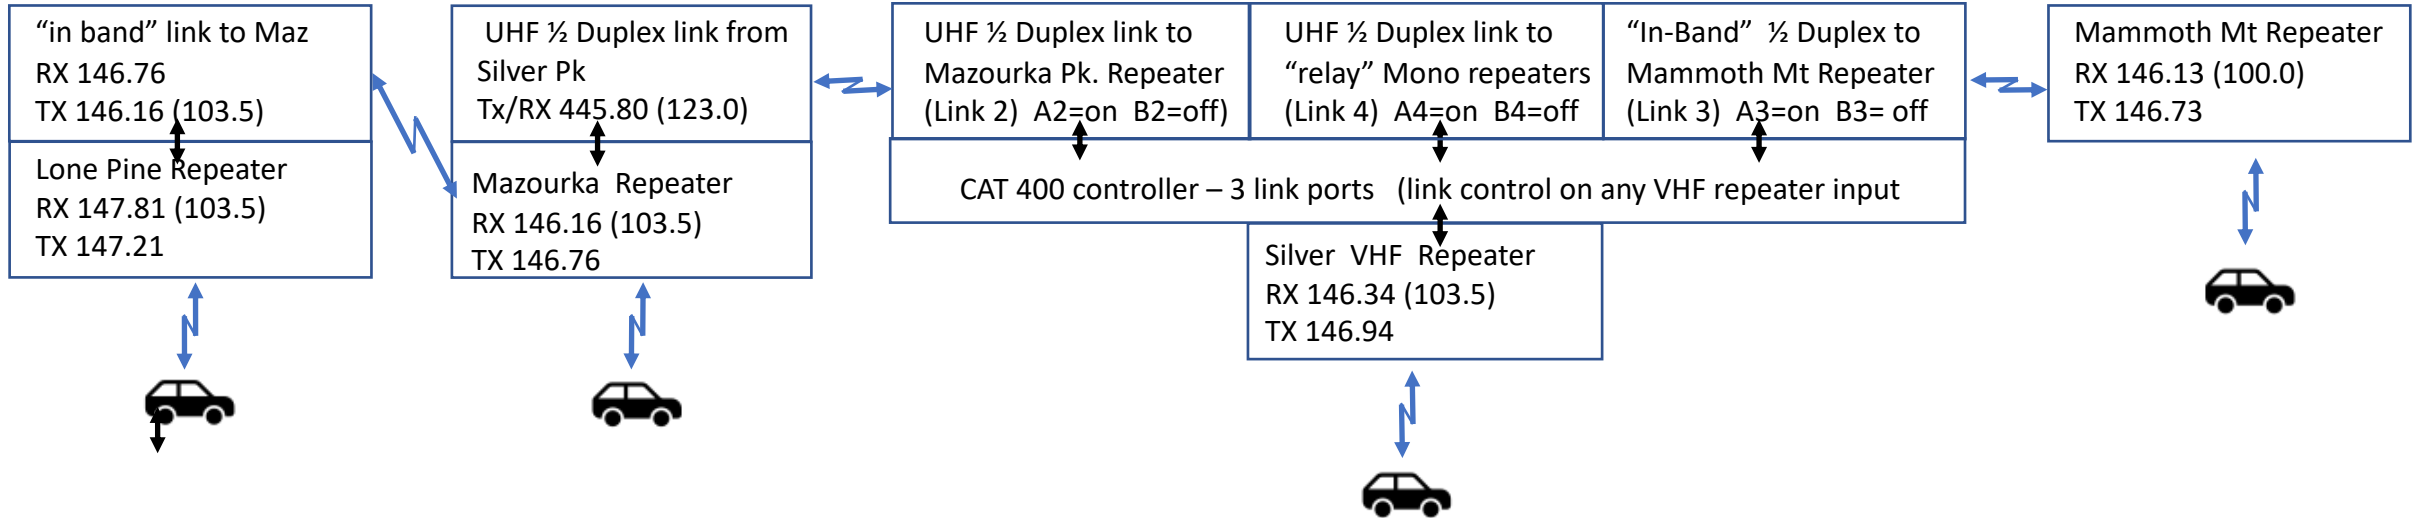 “in band” link to Maz
RX 146.76
TX 146.16 (103.5)
Lone Pine Repeater
RX 147.81 (103.5)
TX 147.21
UHF ½ Duplex link from
Silver Pk
Tx/RX 445.80 (123.0)
Mazourka Repeater
RX 146.16 (103.5)
TX 146.76
UHF ½ Duplex link to
Mazourka Pk. Repeater
(Link 2) A2=on B2=off)
UHF ½ Duplex link to
“relay” Mono repeaters
(Link 4) A4=on B4=off
“In-Band” ½ Duplex to
Mammoth Mt Repeater
(Link 3) A3=on B3= off
CAT 400 controller – 3 link ports (link control on any VHF repeater input
Silver VHF Repeater
RX 146.34 (103.5)
TX 146.94
Mammoth Mt Repeater
RX 146.13 (100.0)
TX 146.73